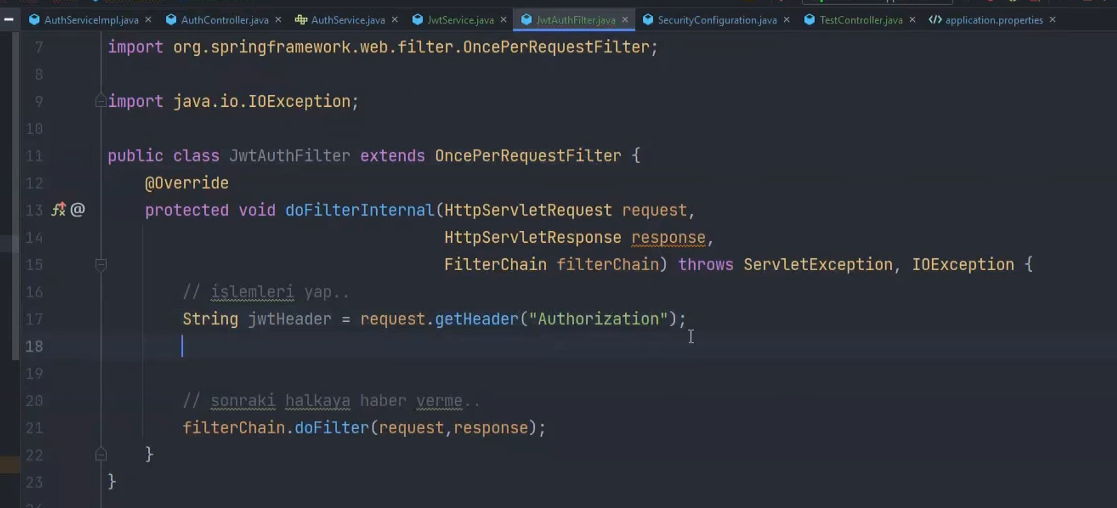 AuthServiceImpl.java AuthController.java AuthService.java JwtService.java JwtAuthFilter.java SecurityConfiguration.java TestController.java application.properties
7 import org.springframework.web.filter.OncePerRequestFilter;
8
9 import java.io.IOException;
10
11 public class JwtAuthFilter extends OncePerRequestFilter {
12 @Override
13 protected void doFilterInternal(HttpServletRequest request,
14 HttpServletResponse response,
15 FilterChain filterChain) throws ServletException, IOException {
16 // işlemleri yap..
17 String jwtHeader = request.getHeader("Authorization");
18
19
20 // sonraki halkaya haber verme..
21 filterChain.doFilter(request,response);
22 }
23 }